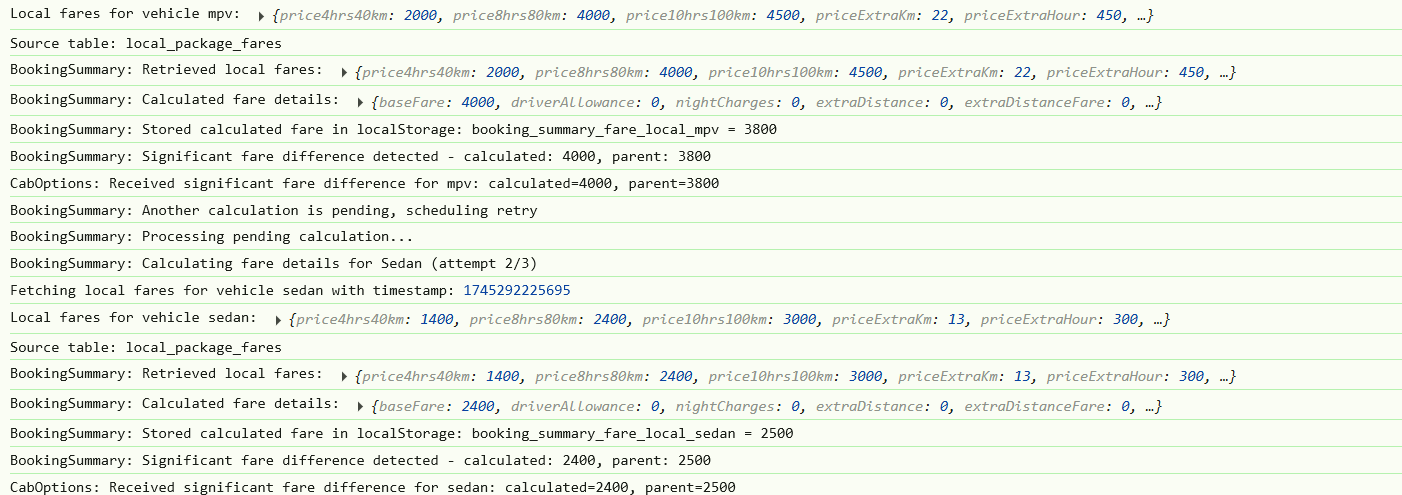 Local fares for vehicle mpv: ▶ {price4hrs40km: 2000, price8hrs80km: 4000, price10hrs100km: 4500, priceExtraKm: 22, priceExtraHour: 450, …}
Source table: local_package_fares
BookingSummary: Retrieved local fares: ▶ {price4hrs40km: 2000, price8hrs80km: 4000, price10hrs100km: 4500, priceExtraKm: 22, priceExtraHour: 450, …}
BookingSummary: Calculated fare details: ▶ {baseFare: 4000, driverAllowance: 0, nightCharges: 0, extraDistance: 0, extraDistanceFare: 0, …}
BookingSummary: Stored calculated fare in localStorage: booking_summary_fare_local_mpv = 3800
BookingSummary: Significant fare difference detected - calculated: 4000, parent: 3800
CabOptions: Received significant fare difference for mpv: calculated=4000, parent=3800
BookingSummary: Another calculation is pending, scheduling retry
BookingSummary: Processing pending calculation...
BookingSummary: Calculating fare details for Sedan (attempt 2/3)
Fetching local fares for vehicle sedan with timestamp: 1745292225695
Local fares for vehicle sedan: ▶ {price4hrs40km: 1400, price8hrs80km: 2400, price10hrs100km: 3000, priceExtraKm: 13, priceExtraHour: 300, …}
Source table: local_package_fares
BookingSummary: Retrieved local fares: ▶ {price4hrs40km: 1400, price8hrs80km: 2400, price10hrs100km: 3000, priceExtraKm: 13, priceExtraHour: 300, …}
BookingSummary: Calculated fare details: ▶ {baseFare: 2400, driverAllowance: 0, nightCharges: 0, extraDistance: 0, extraDistanceFare: 0, …}
BookingSummary: Stored calculated fare in localStorage: booking_summary_fare_local_sedan = 2500
BookingSummary: Significant fare difference detected - calculated: 2400, parent: 2500
CabOptions: Received significant fare difference for sedan: calculated=2400, parent=2500